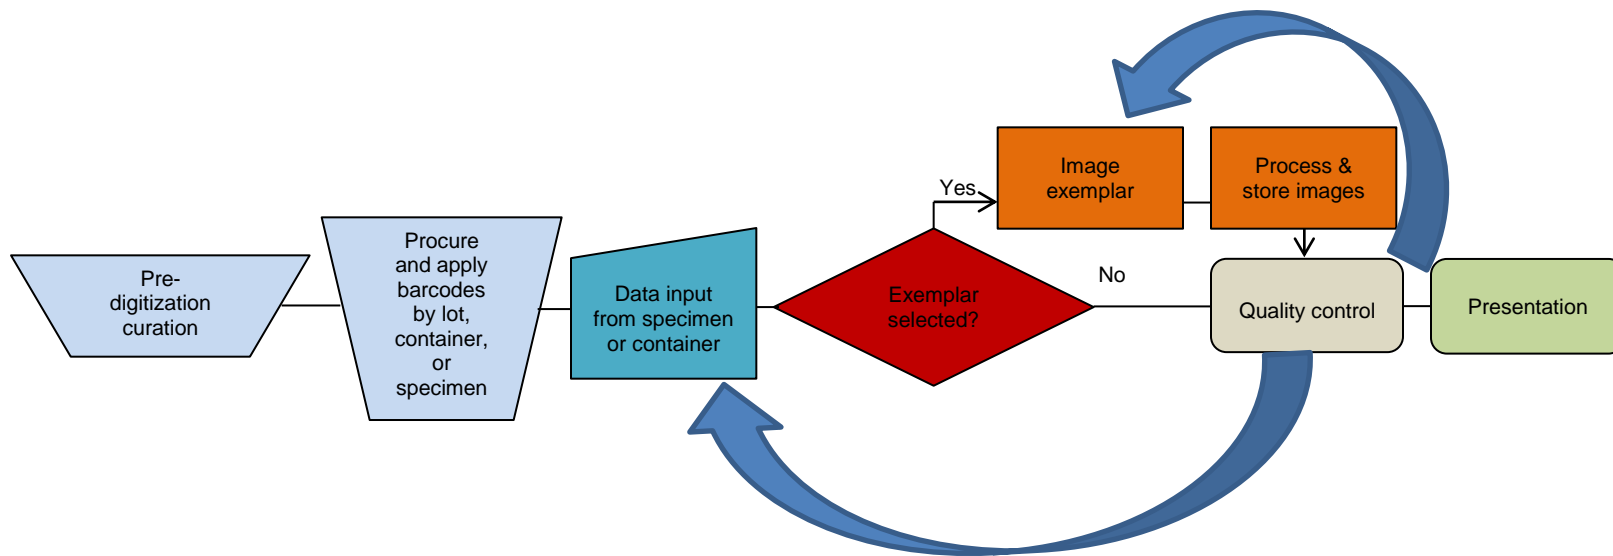 Pre-
digitization
curation
Procure
and apply
barcodes
by lot,
container,
or
specimen
Data input
from specimen
or container
Exemplar
selected?
Yes
Image
exemplar
Process &
store images
No
Quality control
Presentation